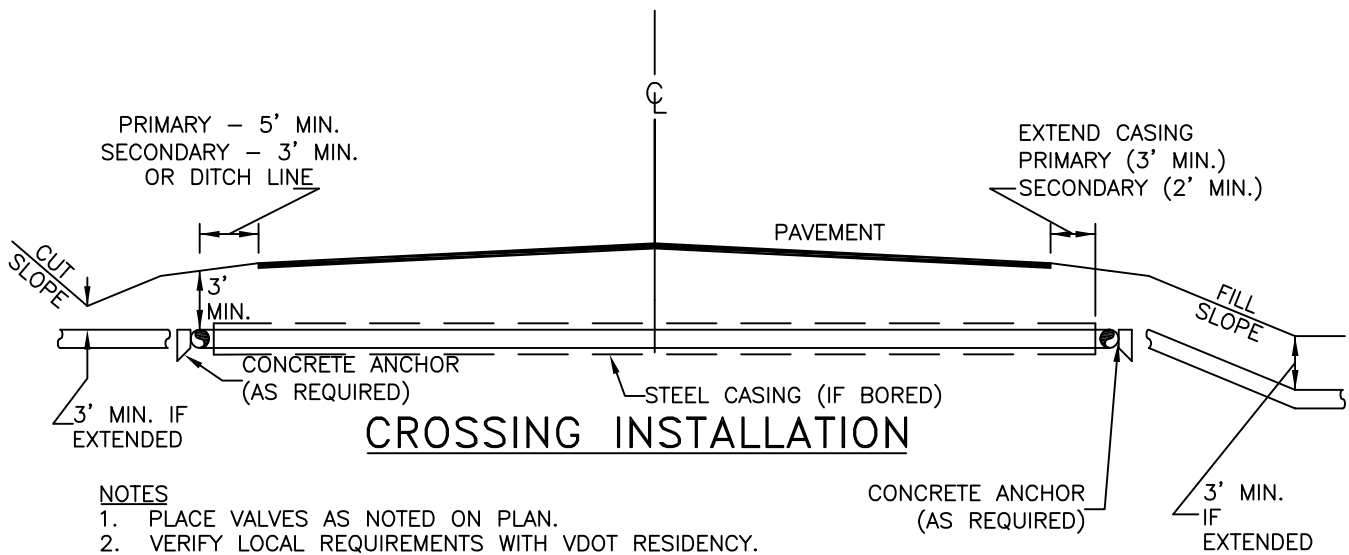 ℄
PRIMARY – 5' MIN.
SECONDARY – 3' MIN.
OR DITCH LINE
EXTEND CASING
PRIMARY (3' MIN.)
SECONDARY (2' MIN.)
PAVEMENT
CUT
SLOPE
3'
MIN.
FILL
SLOPE
CONCRETE ANCHOR
(AS REQUIRED)
STEEL CASING (IF BORED)
3' MIN. IF
EXTENDED
CROSSING INSTALLATION
CONCRETE ANCHOR
(AS REQUIRED)
3' MIN.
IF
EXTENDED
NOTES
1. PLACE VALVES AS NOTED ON PLAN.
2. VERIFY LOCAL REQUIREMENTS WITH VDOT RESIDENCY.